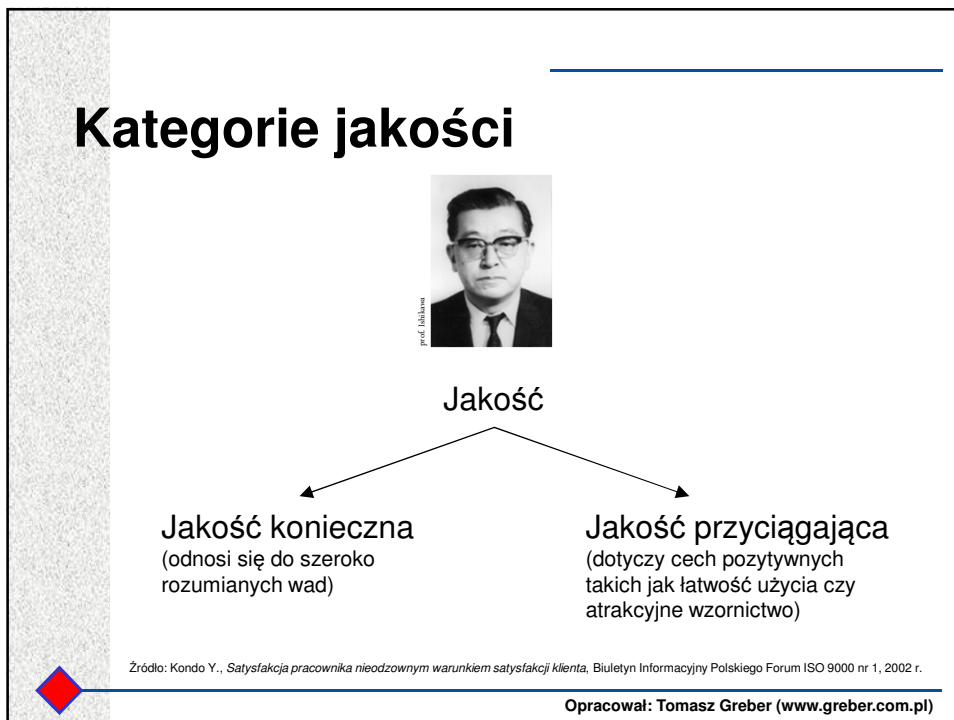 Kategorie jakości
prof. Ishikawa
Jakość
Jakość konieczna
(odnosi się do szeroko
rozumianych wad)
Jakość przyciągająca
(dotyczy cech pozytywnych
takich jak łatwość użycia czy
atrakcyjne wzornictwo)
Źródło: Kondo Y., Satysfakcja pracownika nieodzownym warunkiem satysfakcji klienta, Biuletyn Informacyjny Polskiego Forum ISO 9000 nr 1, 2002 r.
Opracował: Tomasz Greber (www.greber.com.pl)